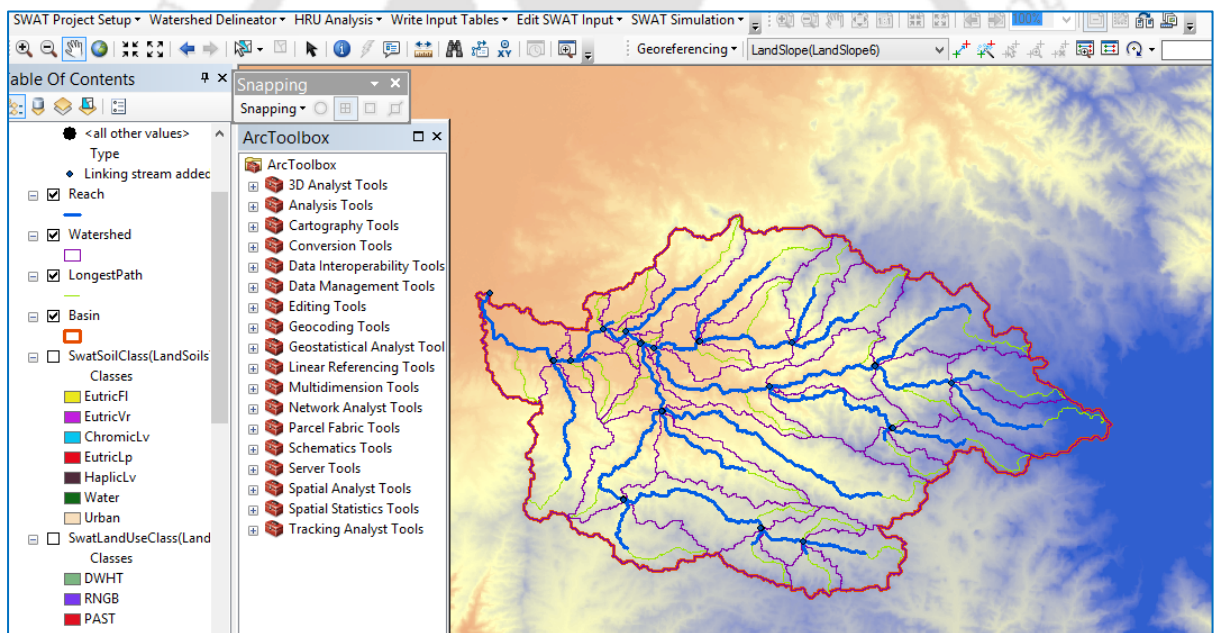 SWAT Project Setup Watershed Delineator HRU Analysis Write Input Tables Edit SWAT Input SWAT Simulation 100%
Georeferencing LandSlope(LandSlope6)
Table Of Contents
<all other values>
Type
Linking stream added
Reach
Watershed
LongestPath
Basin
SwatSoilClass(LandSoils
Classes
EutricFl
EutricVr
ChromicLv
EutricLp
HaplicLv
Water
Urban
SwatLandUseClass(Land
Classes
DWHT
RNGB
PAST
Snapping
Snapping
ArcToolbox
ArcToolbox
3D Analyst Tools
Analysis Tools
Cartography Tools
Conversion Tools
Data Interoperability Tools
Data Management Tools
Editing Tools
Geocoding Tools
Geostatistical Analyst Tool
Linear Referencing Tools
Multidimension Tools
Network Analyst Tools
Parcel Fabric Tools
Schematics Tools
Server Tools
Spatial Analyst Tools
Spatial Statistics Tools
Tracking Analyst Tools